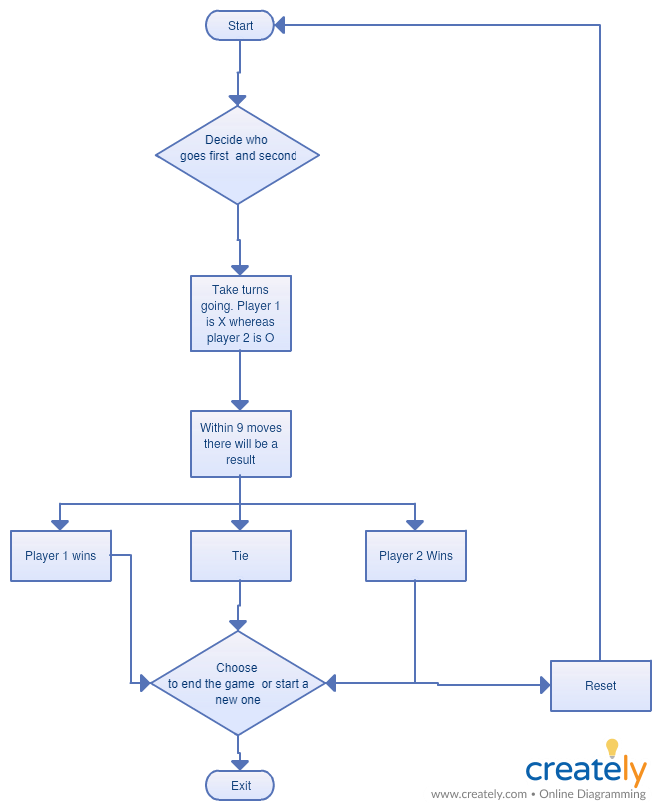 Start
Decide who
goes first and second
Take turns
going. Player 1
is X whereas
player 2 is O
Within 9 moves
there will be a
result
Player 1 wins
Tie
Player 2 Wins
Choose
to end the game or start a
new one
Reset
Exit
creately
www.creately.com • Online Diagramming